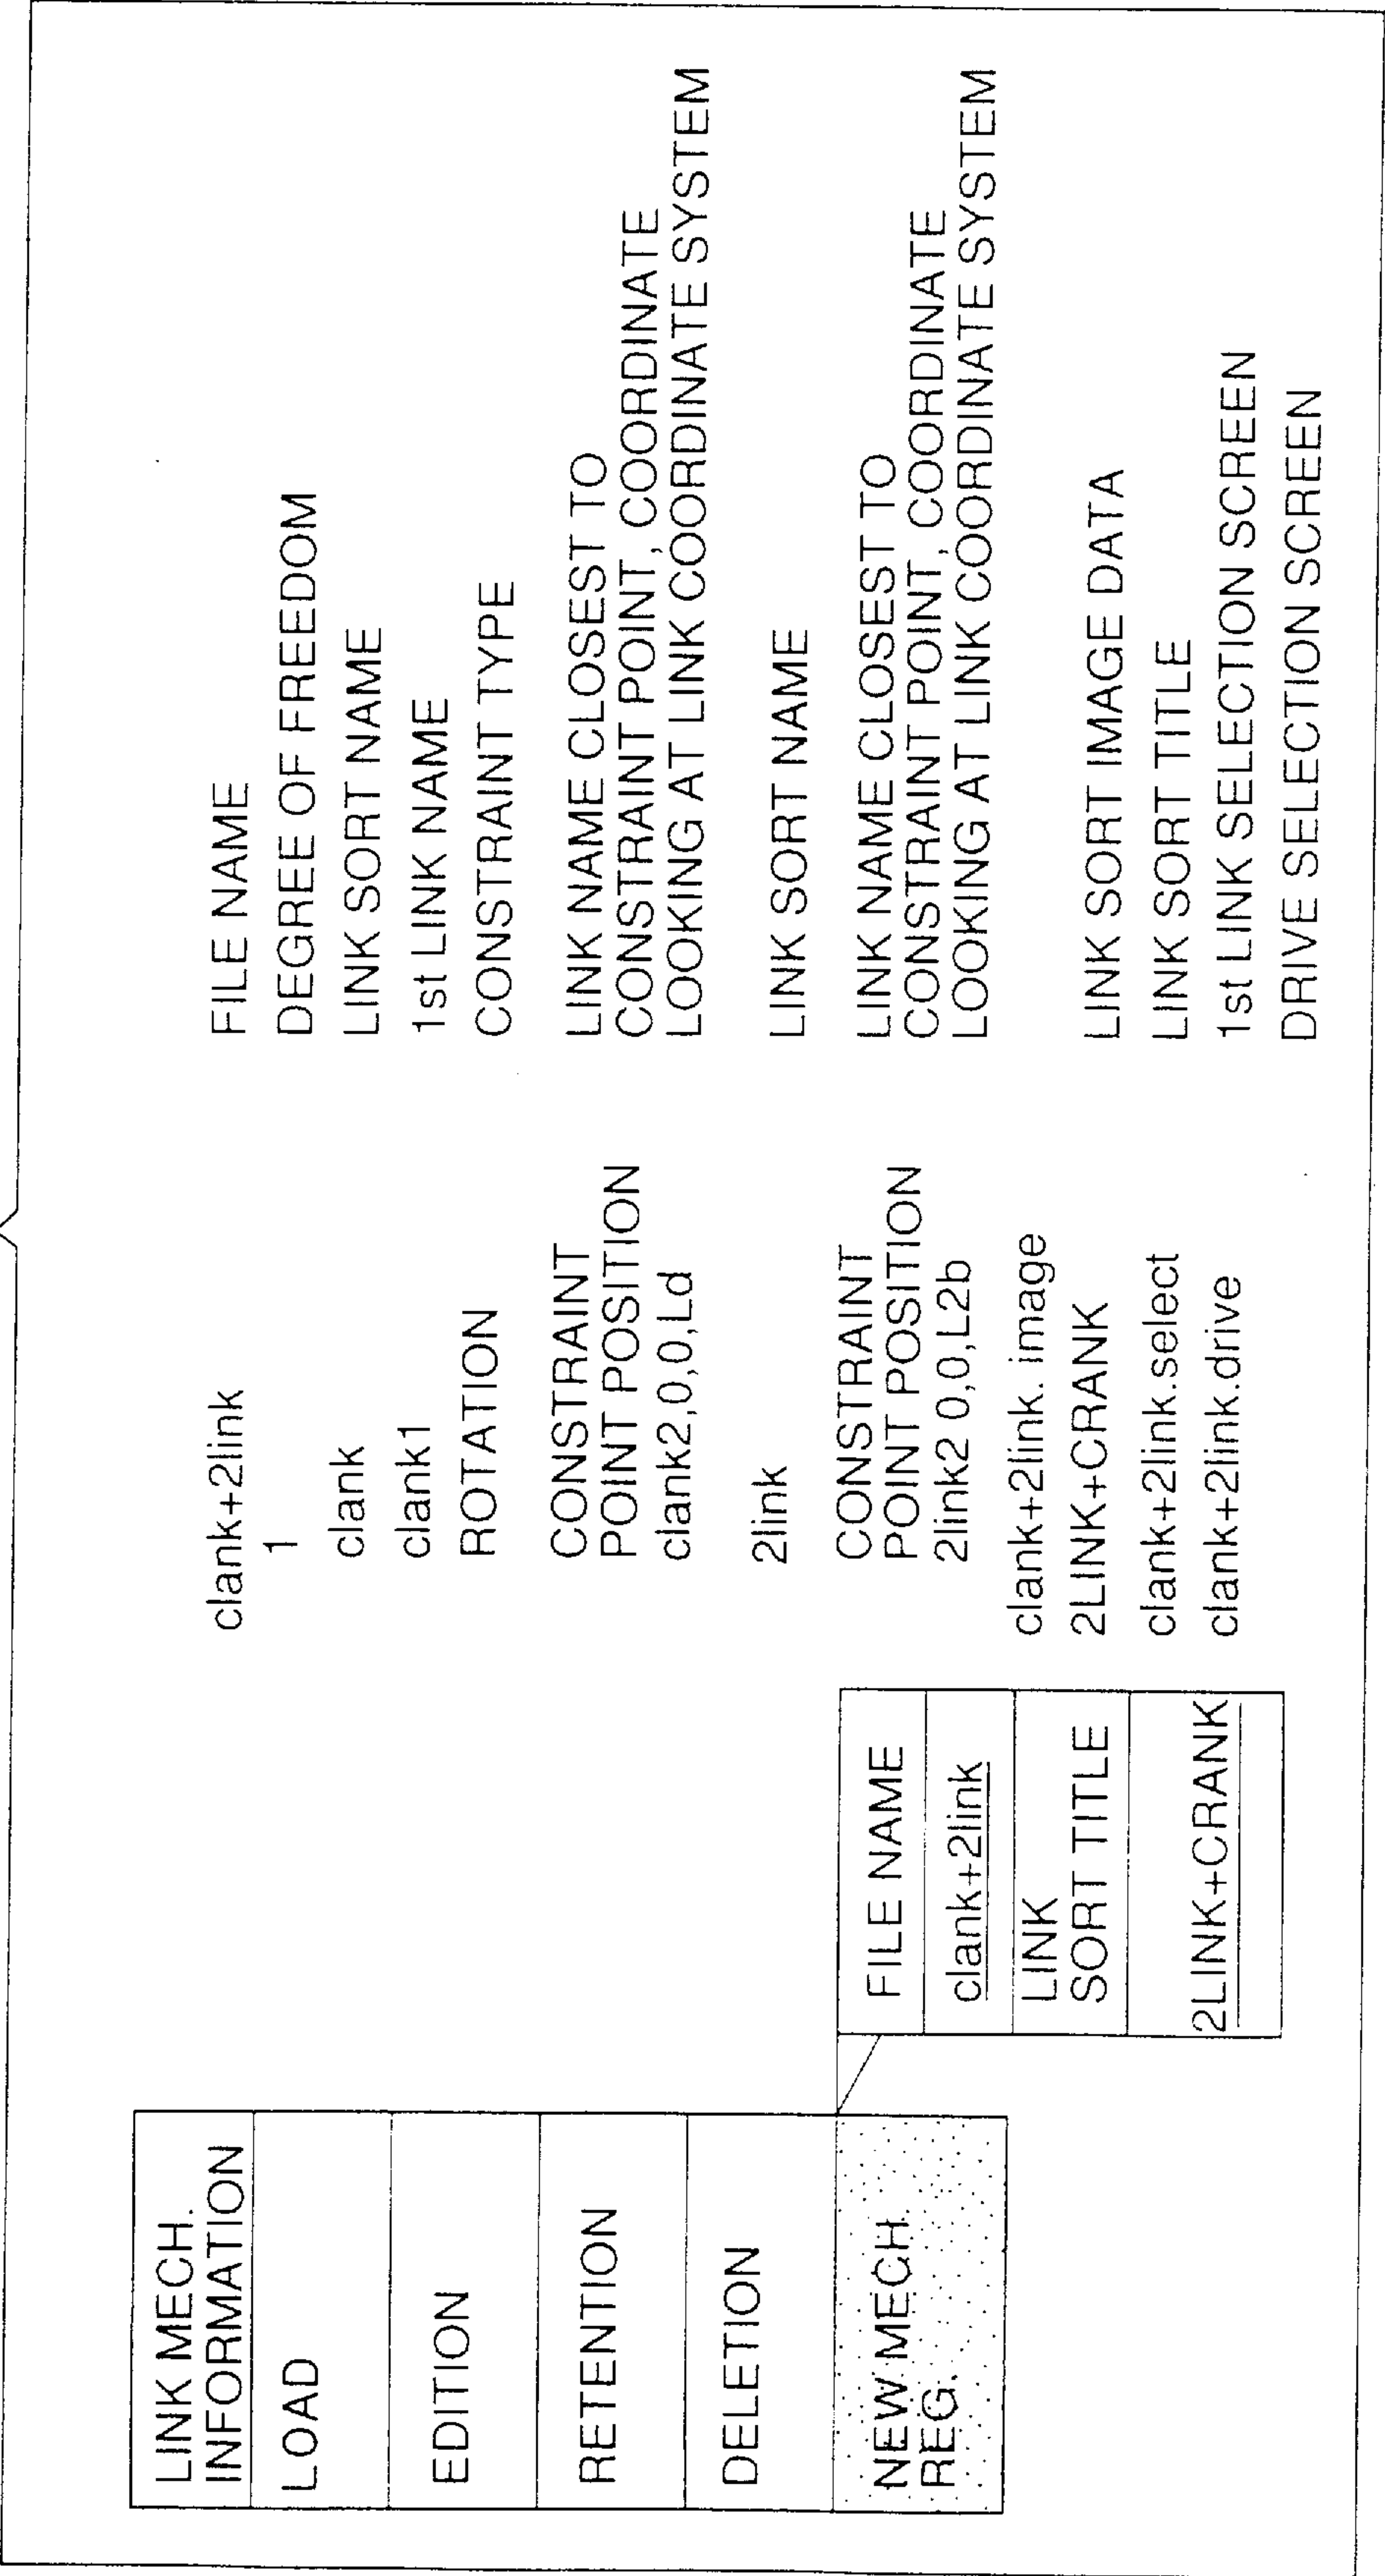 LINK MECH.
INFORMATION
LOAD
EDITION
RETENTION
DELETION
NEW MECH.
REG.
FILE NAME
clank+2link
LINK
SORT TITLE
2LINK+CRANK
clank+2link
1
clank
clank1
ROTATION
CONSTRAINT
POINT POSITION
clank2,0,0,Ld
2link
CONSTRAINT
POINT POSITION
2link2 0,0,L2b
clank+2link. image
2LINK+CRANK
clank+2link.select
clank+2link.drive
FILE NAME
DEGREE OF FREEDOM
LINK SORT NAME
1st LINK NAME
CONSTRAINT TYPE
LINK NAME CLOSEST TO
CONSTRAINT POINT, COORDINATE
LOOKING AT LINK COORDINATE SYSTEM
LINK SORT NAME
LINK NAME CLOSEST TO
CONSTRAINT POINT, COORDINATE
LOOKING AT LINK COORDINATE SYSTEM
LINK SORT IMAGE DATA
LINK SORT TITLE
1st LINK SELECTION SCREEN
DRIVE SELECTION SCREEN